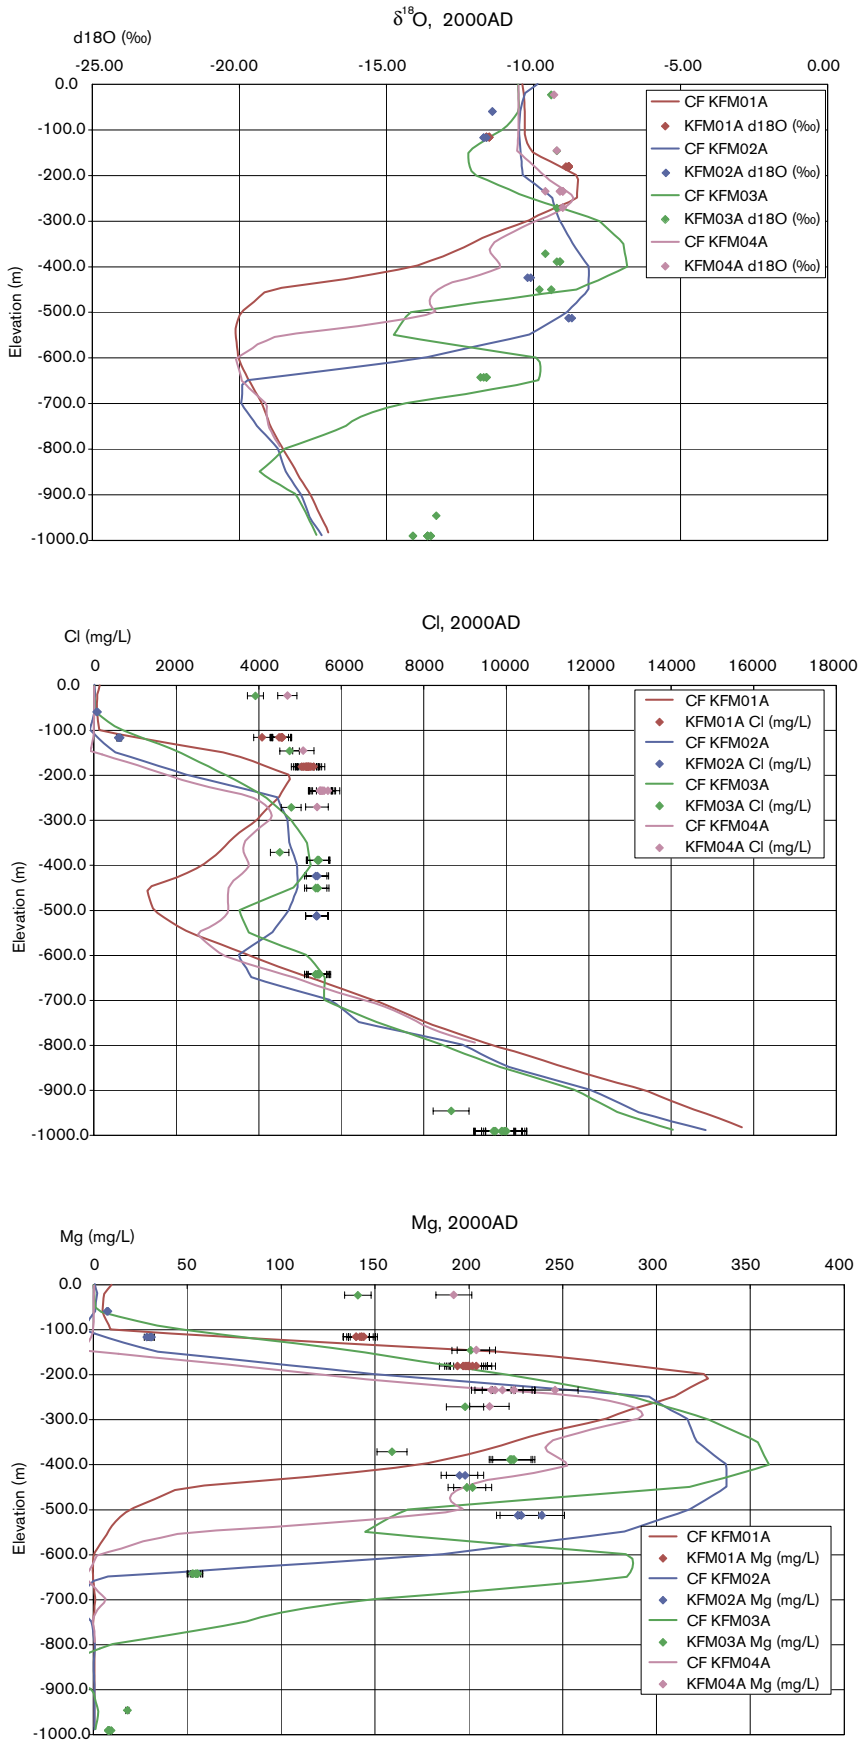 δ18O, 2000AD
d18O (‰)
-25.00 -20.00 -15.00 -10.00 -5.00 0.00
0.0
-100.0
-200.0
-300.0
-400.0
-500.0
-600.0
-700.0
-800.0
-900.0
-1000.0
Elevation (m)
CF KFM01A
KFM01A d18O (‰)
CF KFM02A
KFM02A d18O (‰)
CF KFM03A
KFM03A d18O (‰)
CF KFM04A
KFM04A d18O (‰)
Cl, 2000AD
Cl (mg/L)
0 2000 4000 6000 8000 10000 12000 14000 16000 18000
0.0
-100.0
-200.0
-300.0
-400.0
-500.0
-600.0
-700.0
-800.0
-900.0
-1000.0
Elevation (m)
CF KFM01A
KFM01A Cl (mg/L)
CF KFM02A
KFM02A Cl (mg/L)
CF KFM03A
KFM03A Cl (mg/L)
CF KFM04A
KFM04A Cl (mg/L)
Mg, 2000AD
Mg (mg/L)
0 50 100 150 200 250 300 350 400
0.0
-100.0
-200.0
-300.0
-400.0
-500.0
-600.0
-700.0
-800.0
-900.0
-1000.0
Elevation (m)
CF KFM01A
KFM01A Mg (mg/L)
CF KFM02A
KFM02A Mg (mg/L)
CF KFM03A
KFM03A Mg (mg/L)
CF KFM04A
KFM04A Mg (mg/L)